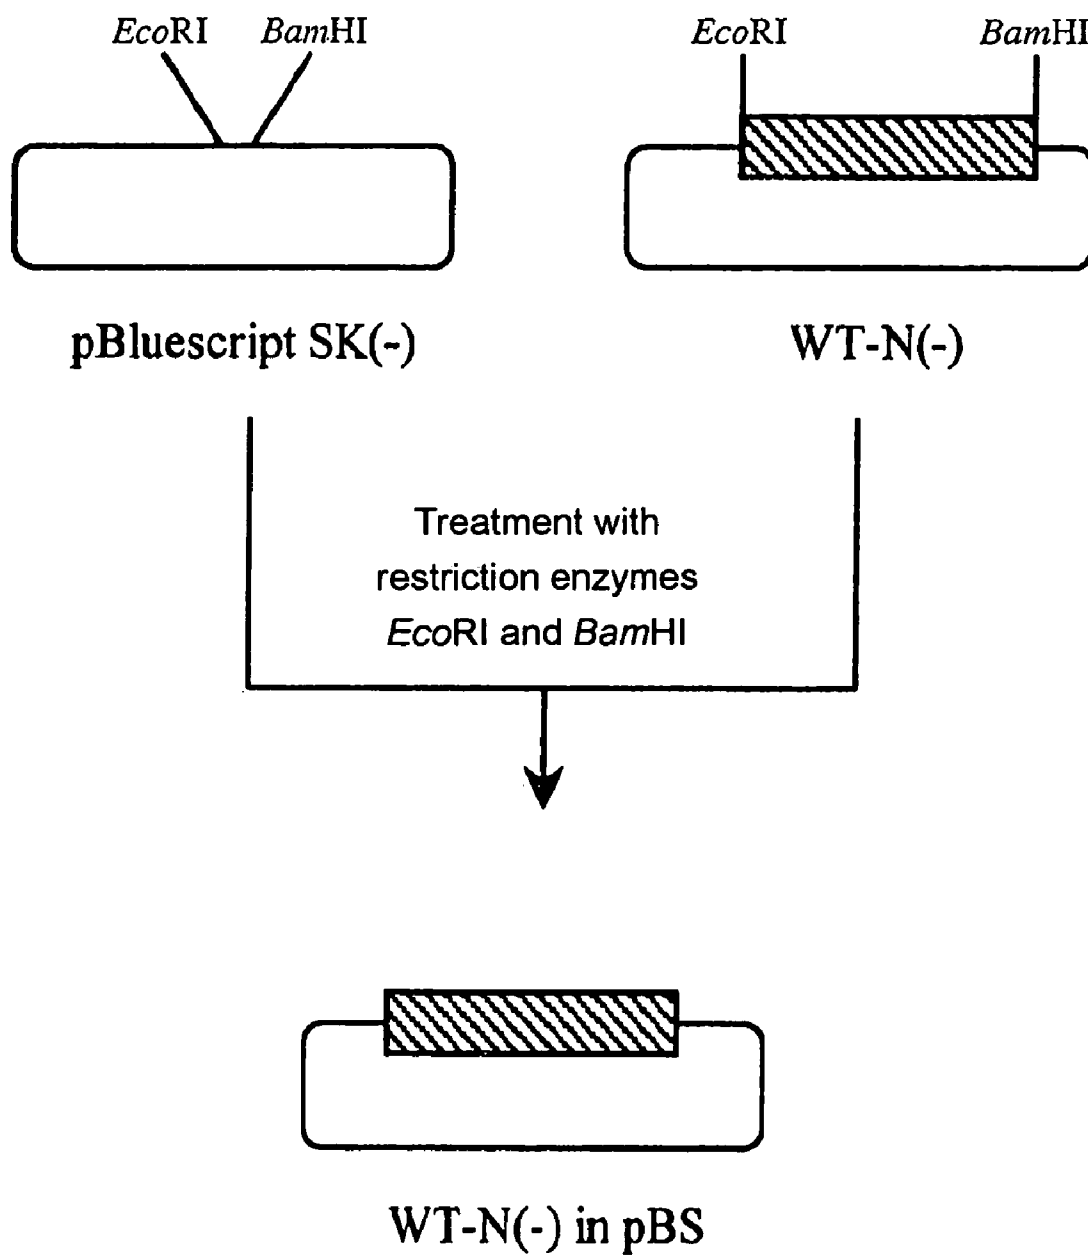 EcoRI BamHI EcoRI BamHI
pBluescript SK(-) WT-N(-)
Treatment with
restriction enzymes
EcoRI and BamHI
WT-N(-) in pBS